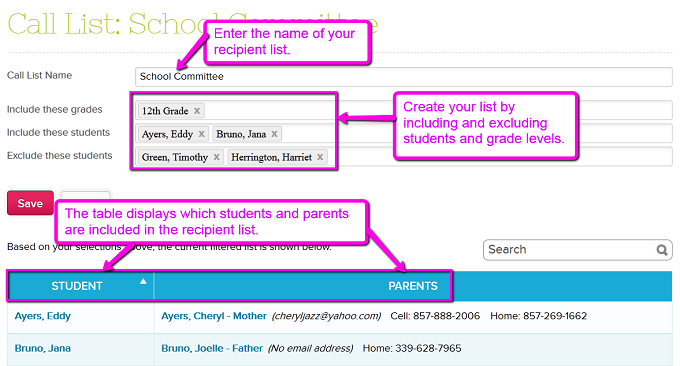 Call List: School Committee
Enter the name of your
recipient list.
Call List Name
School Committee
Include these grades
12th Grade x
Include these students
Ayers, Eddy x Bruno, Jana x
Exclude these students
Green, Timothy x Herrington, Harriet x
Create your list by
including and excluding
students and grade levels.
Save
The table displays which students and parents
are included in the recipient list.
Based on your selections above, the current filtered list is shown below.
Search
STUDENT PARENTS
Ayers, Eddy Ayers, Cheryl - Mother (cheryljazz@yahoo.com) Cell: 857-888-2006 Home: 857-269-1662
Bruno, Jana Bruno, Joelle - Father (No email address) Home: 339-628-7965